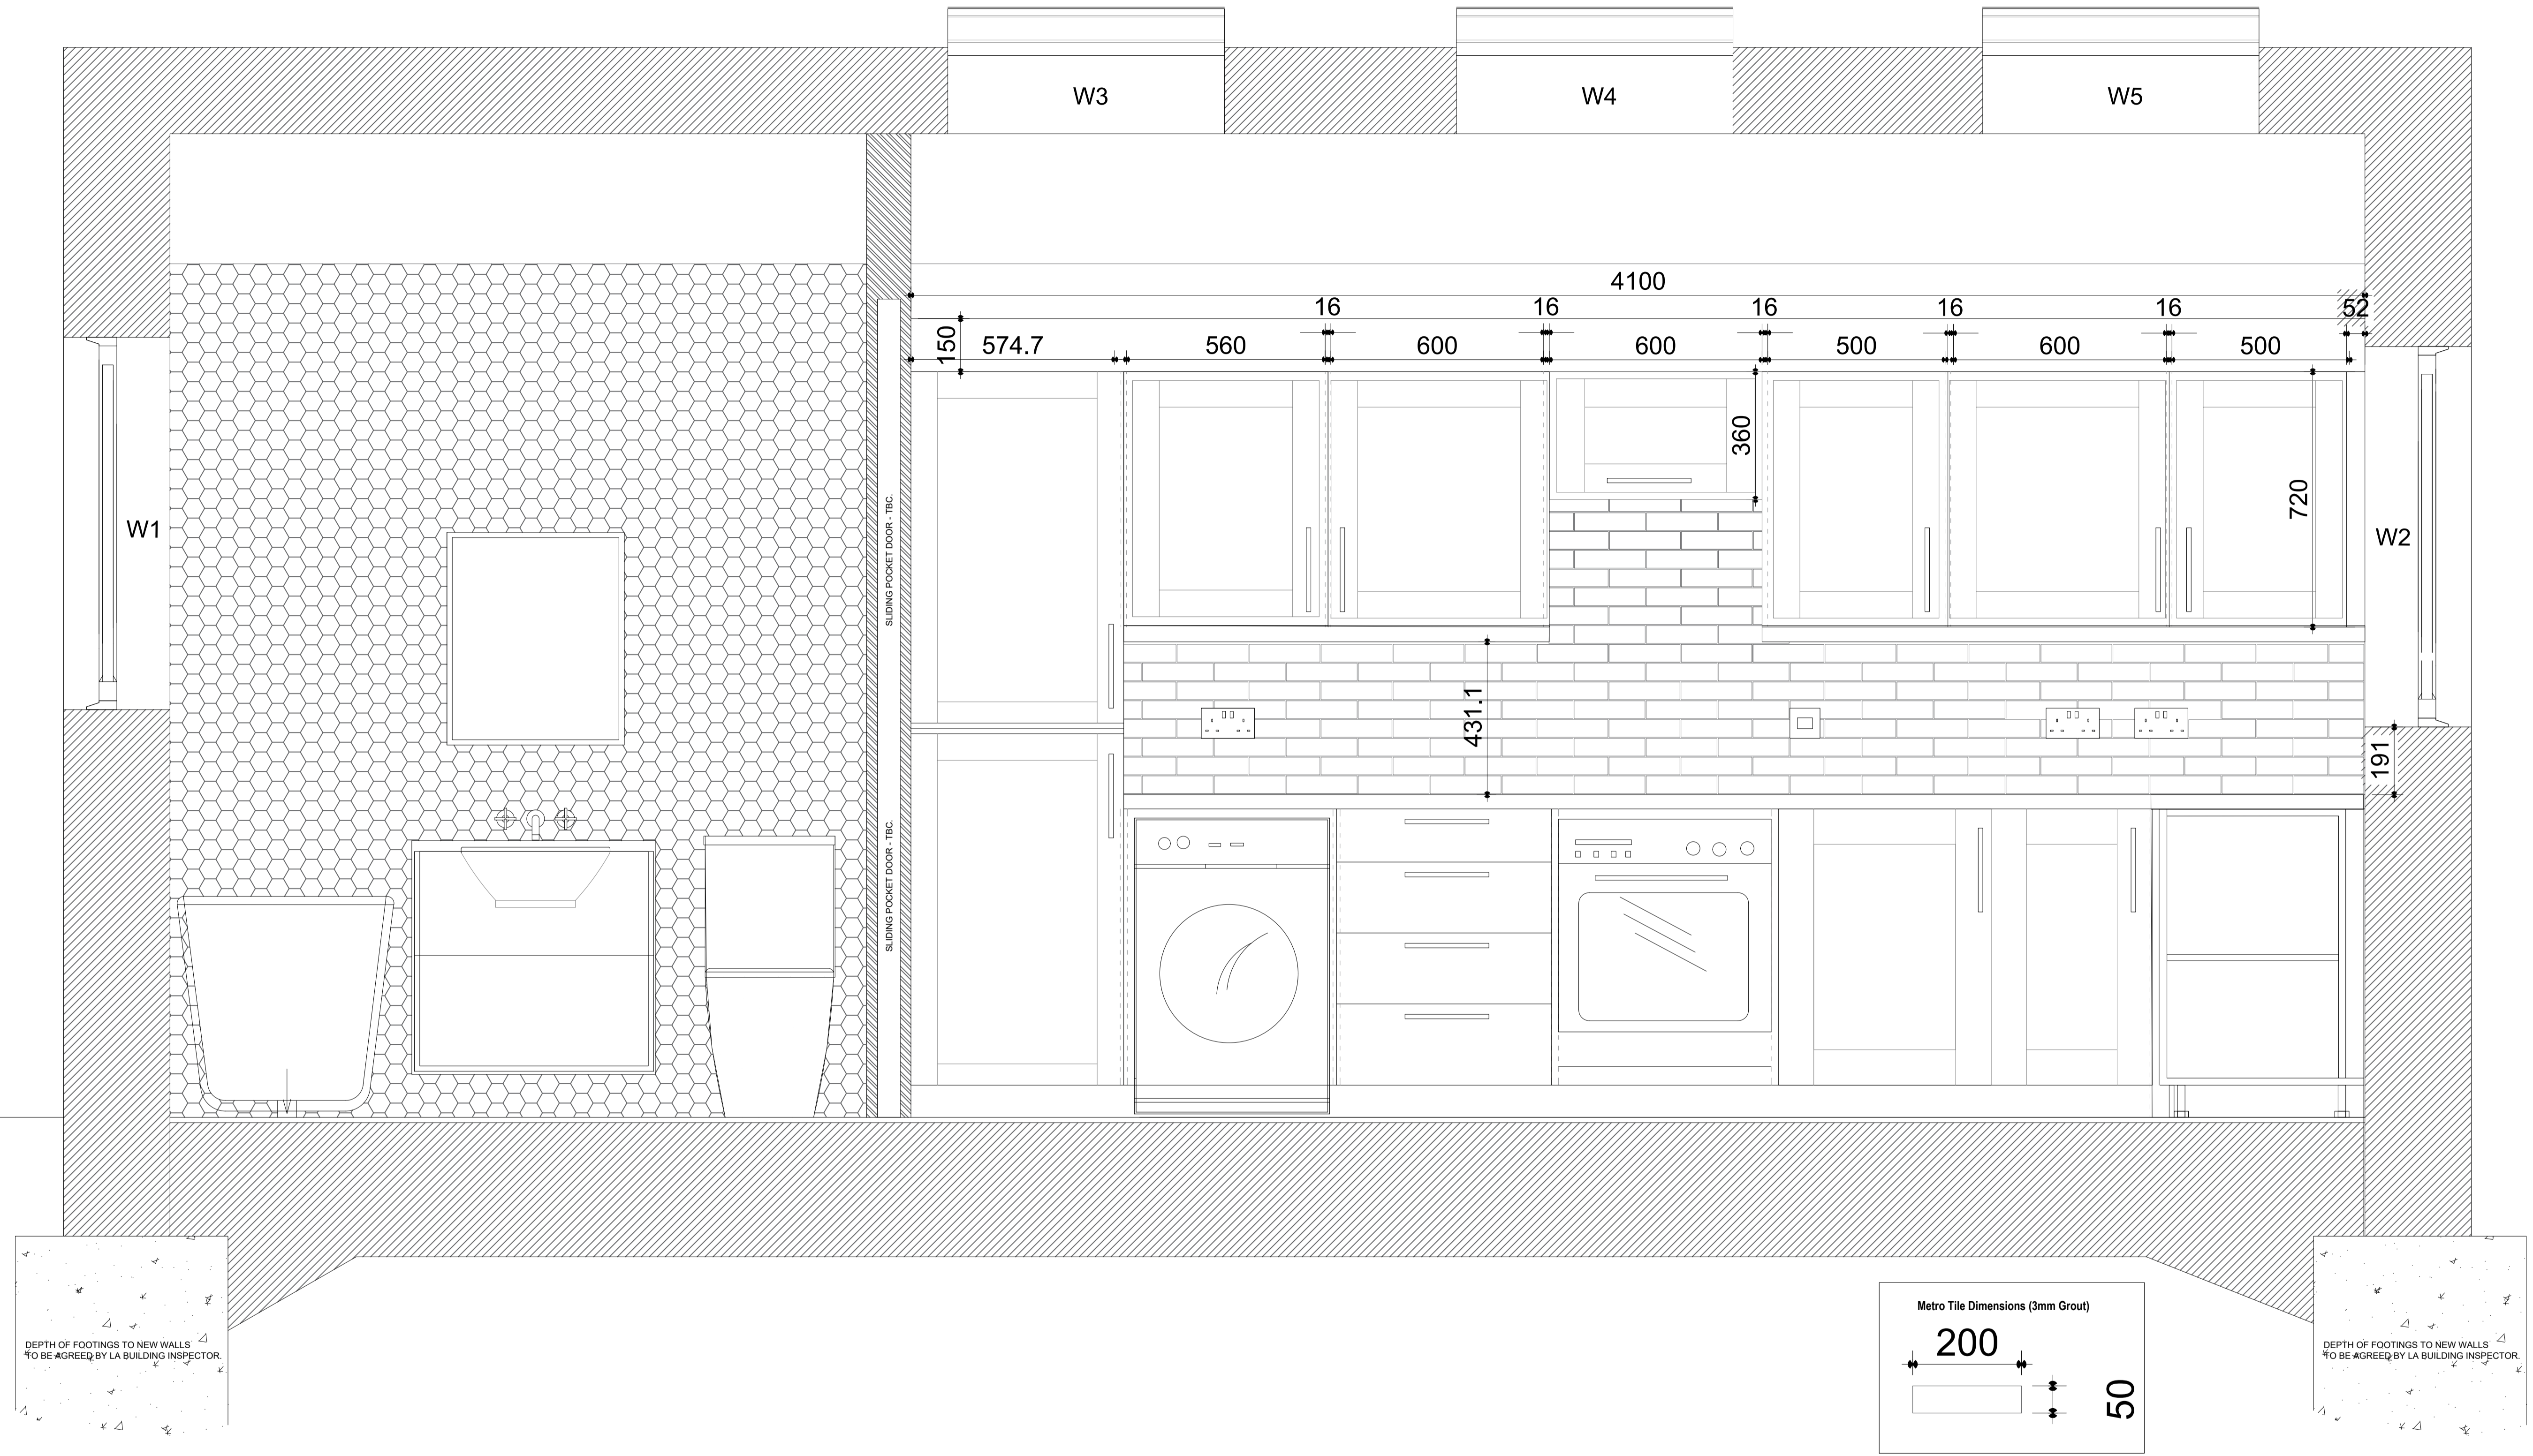 W3
W4
W5
4100
16
16
16
16
16
52
150
574.7
560
600
600
500
600
500
360
720
W1
W2
SLIDING POCKET DOOR - TBC.
431.1
191
SLIDING POCKET DOOR - TBC.
Metro Tile Dimensions (3mm Grout)
200
50
DEPTH OF FOOTINGS TO NEW WALLS
TO BE AGREED BY LA BUILDING INSPECTOR.
DEPTH OF FOOTINGS TO NEW WALLS
TO BE AGREED BY LA BUILDING INSPECTOR.